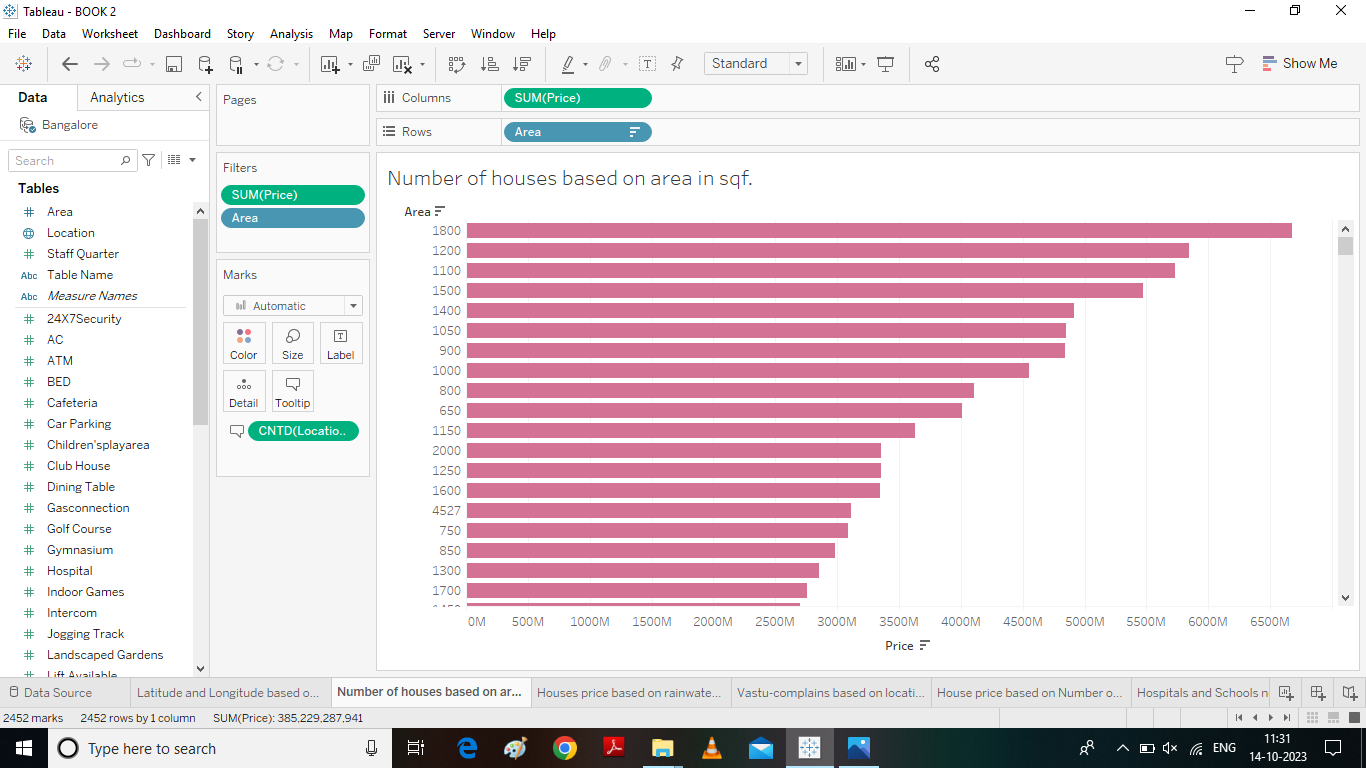 Tableau - BOOK 2
File Data Worksheet Dashboard Story Analysis Map Format Server Window Help
Standard
Show Me
Data Analytics
Bangalore
Search
Tables
Area
Location
Staff Quarter
Abc Table Name
Abc Measure Names
24X7Security
AC
ATM
BED
Cafeteria
Car Parking
Children'splayarea
Club House
Dining Table
Gasconnection
Golf Course
Gymnasium
Hospital
Indoor Games
Intercom
Jogging Track
Landscaped Gardens
Lift Available
Pages
Filters
SUM(Price)
Area
Marks
Automatic
Color Size Label
Detail Tooltip
CNTD(Locatio..
Columns SUM(Price)
Rows Area
Number of houses based on area in sqf.
Area
1800
1200
1100
1500
1400
1050
900
1000
800
650
1150
2000
1250
1600
4527
750
850
1300
1700
0M 500M 1000M 1500M 2000M 2500M 3000M 3500M 4000M 4500M 5000M 5500M 6000M 6500M
Price
Data Source Latitude and Longitude based o... Number of houses based on ar... Houses price based on rainwate... Vastu-complains based on locati... House price based on Number o... Hospitals and Schools n
2452 marks 2452 rows by 1 column SUM(Price): 385,229,287,941
Type here to search
ENG
11:31
14-10-2023